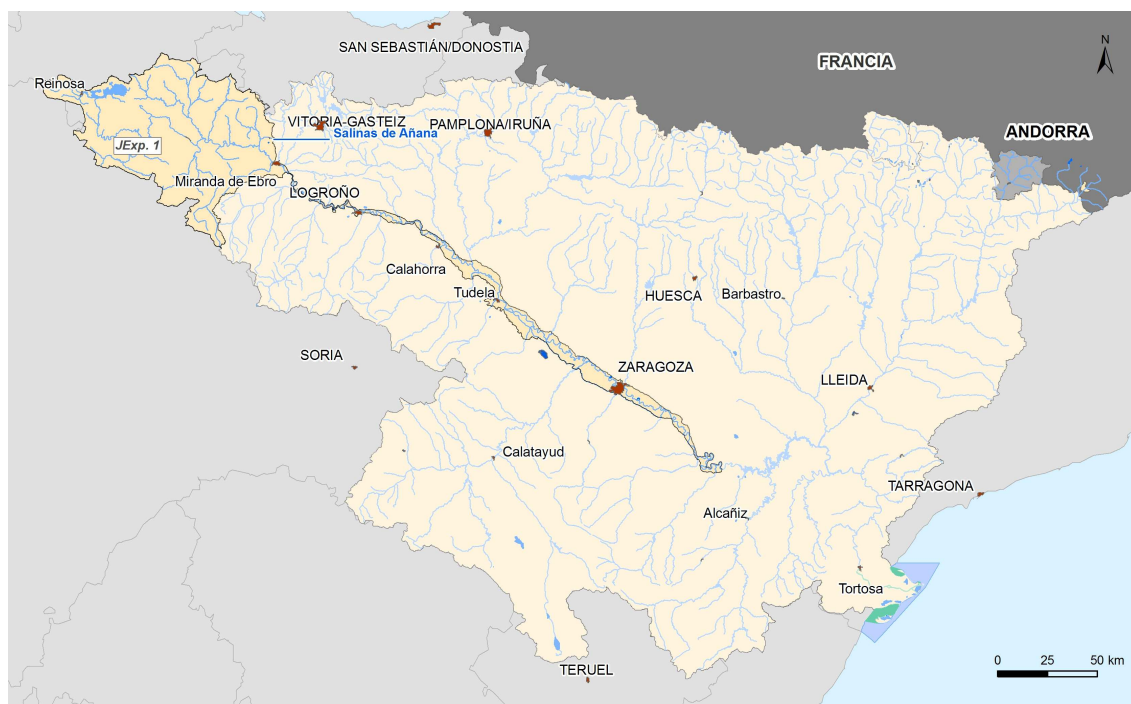 SAN SEBASTIÁN/DONOSTIA
N
FRANCIA
Reinosa
VITORIA-GASTEIZ
PAMPLONA/IRUÑA
Salinas de Añana
ANDORRA
JExp. 1
Miranda de Ebro
LOGROÑO
Calahorra
Tudela
HUESCA
Barbastro
SORIA
ZARAGOZA
LLEIDA
Calatayud
TARRAGONA
Alcañiz
Tortosa
TERUEL
0 25 50 km